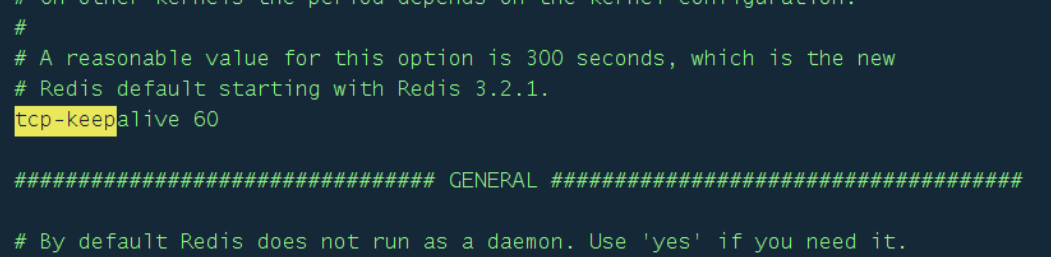 # on other kernels the period depends on the kernel configuration.
#
# A reasonable value for this option is 300 seconds, which is the new
# Redis default starting with Redis 3.2.1.
tcp-keepalive 60
################################# GENERAL #####################################
# By default Redis does not run as a daemon. Use 'yes' if you need it.